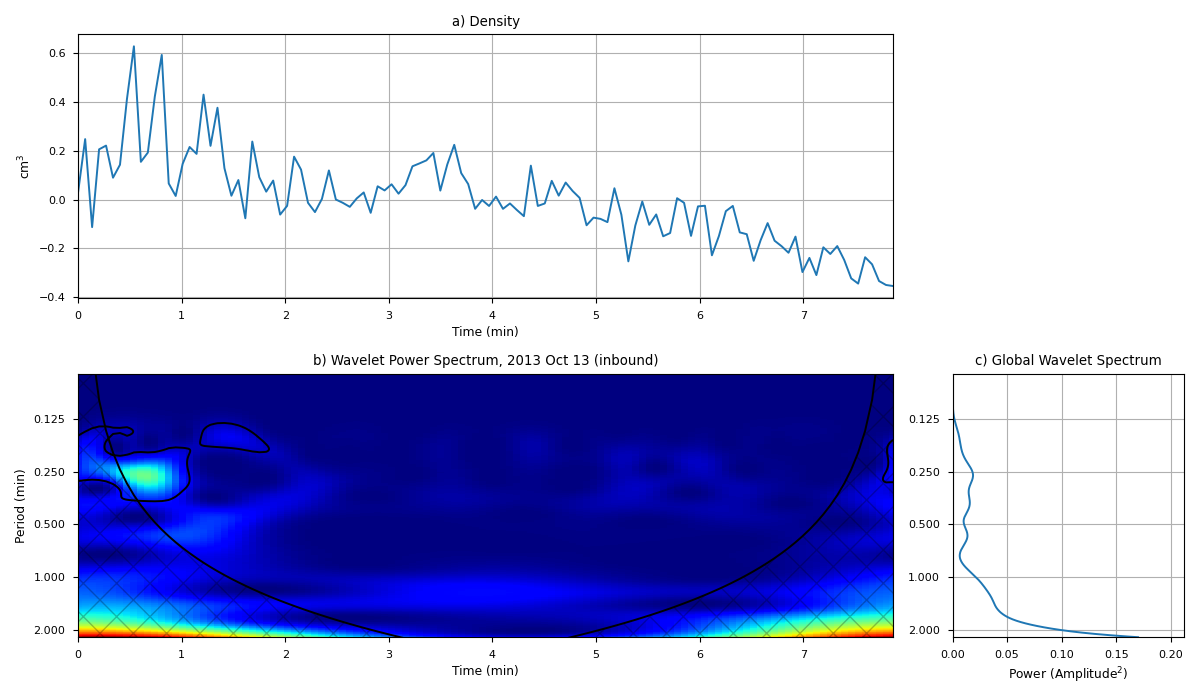 a) Density
0.6
0.4
0.2
0.0
−0.2
−0.4
cm³
0 1 2 3 4 5 6 7
Time (min)
b) Wavelet Power Spectrum, 2013 Oct 13 (inbound)
0.125
0.250
0.500
1.000
2.000
Period (min)
0 1 2 3 4 5 6 7
Time (min)
c) Global Wavelet Spectrum
0.125
0.250
0.500
1.000
2.000
0.00 0.05 0.10 0.15 0.20
Power (Amplitude²)